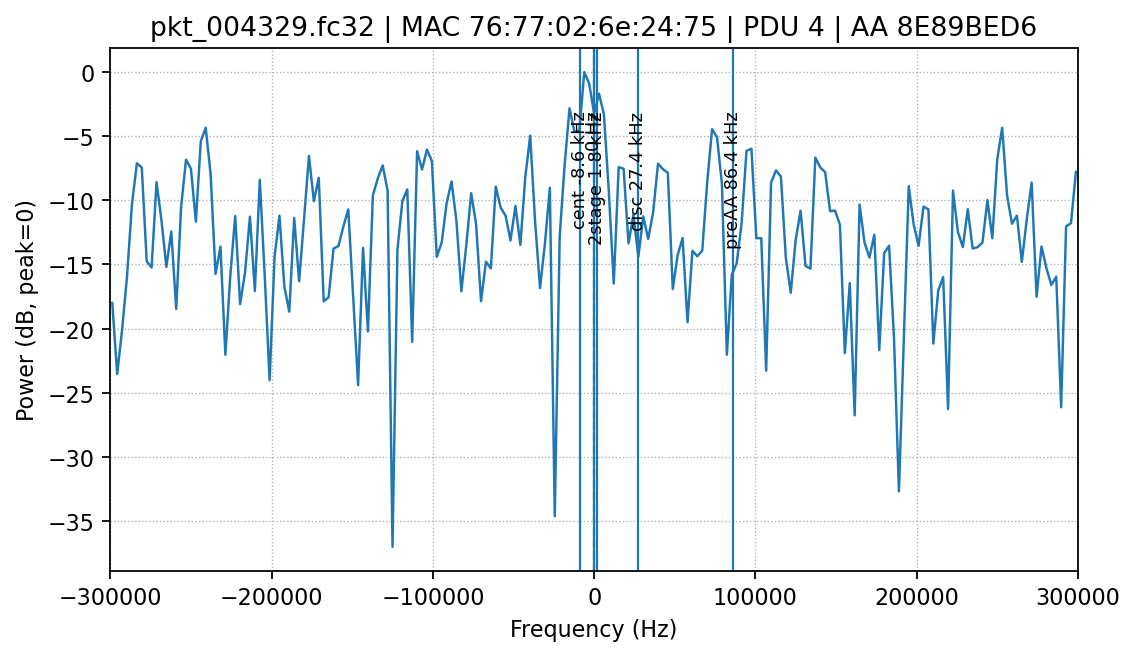 pkt_004329.fc32 | MAC 76:77:02:6e:24:75 | PDU 4 | AA 8E89BED6
Power (dB, peak=0)
0
−5
−10
−15
−20
−25
−30
−35
cent -8.6 kHz
2stage 1.80kHz
disc 27.4 kHz
preAA 86.4 kHz
−300000
−200000
−100000
0
100000
200000
300000
Frequency (Hz)